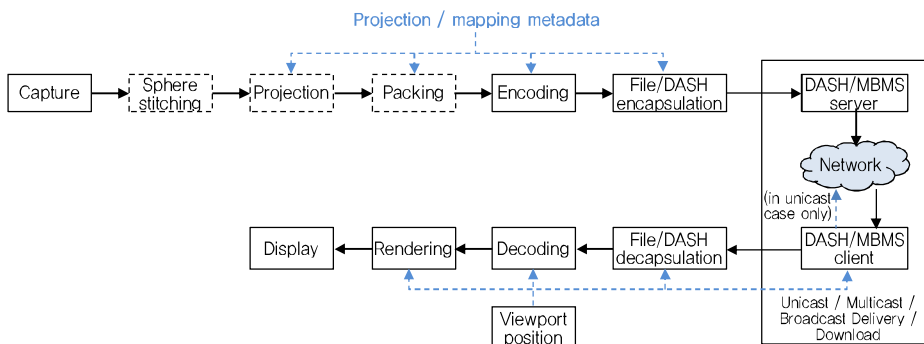 Projection / mapping metadata
Capture
Sphere
stitching
Projection
Packing
Encoding
File/DASH
encapsulation
DASH/MBMS
server
Network
(in unicast
case only)
Display
Rendering
Decoding
File/DASH
decapsulation
DASH/MBMS
client
Viewport
position
Unicast / Multicast /
Broadcast Delivery /
Download